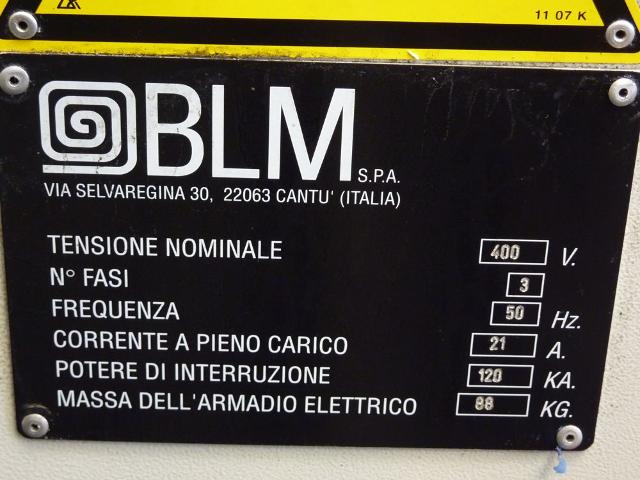 11 07 K
BLM S.P.A.
VIA SELVAREGINA 30, 22063 CANTU' (ITALIA)
TENSIONE NOMINALE 400 V.
N° FASI 3
FREQUENZA 50 Hz.
CORRENTE A PIENO CARICO 21 A.
POTERE DI INTERRUZIONE 120 KA.
MASSA DELL'ARMADIO ELETTRICO 88 KG.